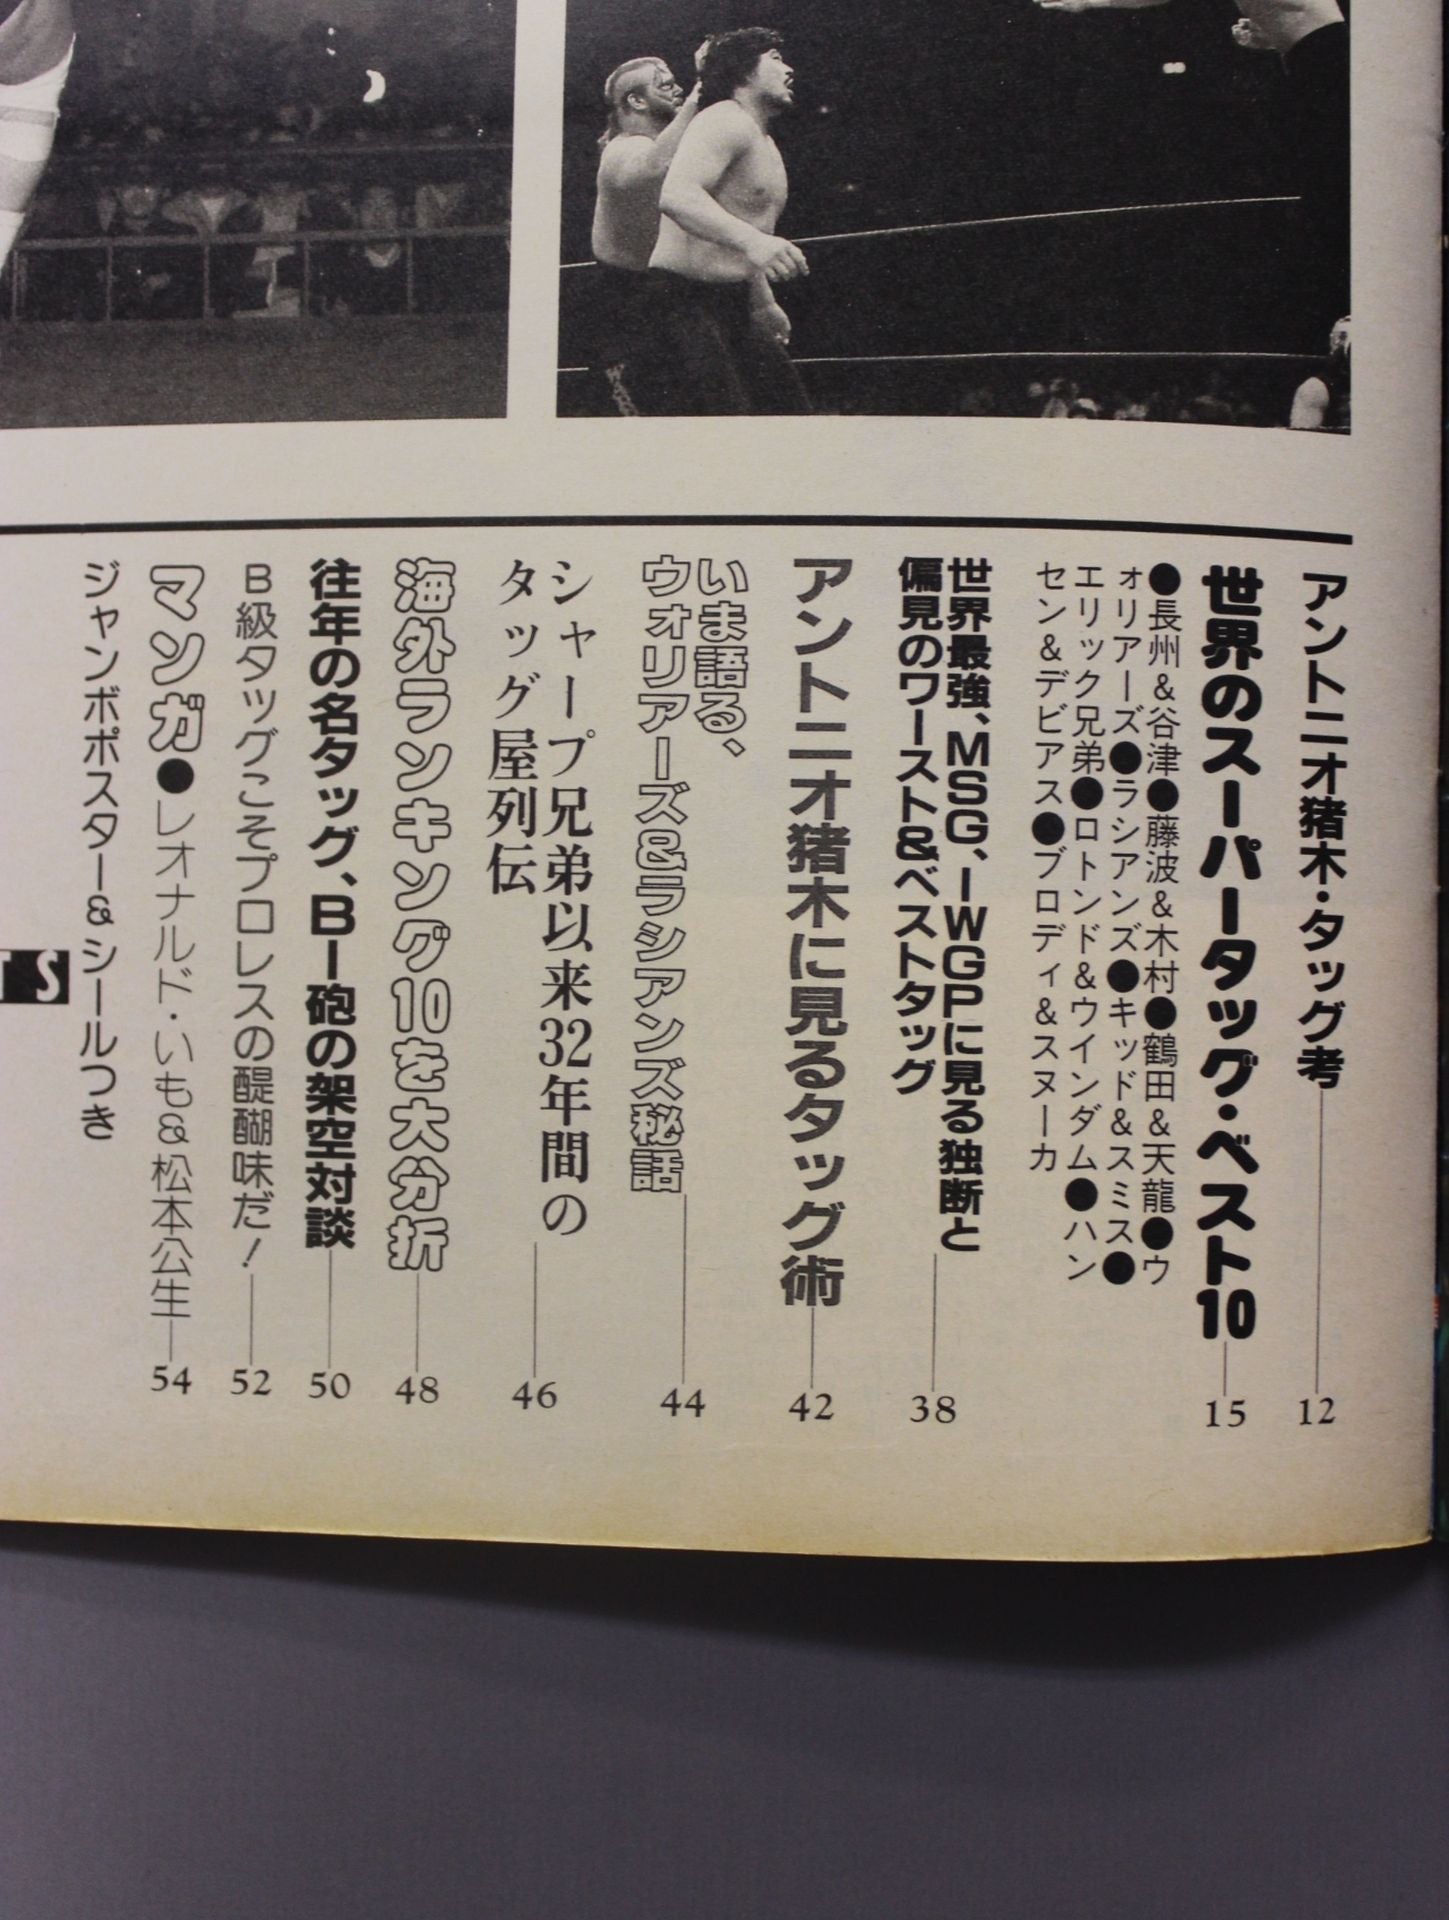 アントニオ猪木・タッグ考
12
世界のスーパータッグ・ベスト10
15
●長州&谷津●藤波&木村●鶴田&天龍●ウ
ォリアーズ●ラシアンズ●キッド&スミス●
エリック兄弟●ロトンド&ウインダム●ハン
セン&デビアス●ブロディ&スヌーカ
世界最強、MSG、IWGPに見る独断と
偏見のワースト&ベストタッグ
38
アントニオ猪木に見るタッグ術
42
いま語る、
ウォリアーズ&ラシアンズ秘話
44
シャープ兄弟以来32年間の
タッグ屋列伝
46
海外ランキング10を大分折
48
往年の名タッグ、BI砲の架空対談
50
B級タッグこそプロレスの醍醐味だ!
52
マンガ●レオナルド・いも&松本公生
54
ジャンボポスター&シールつき
TS